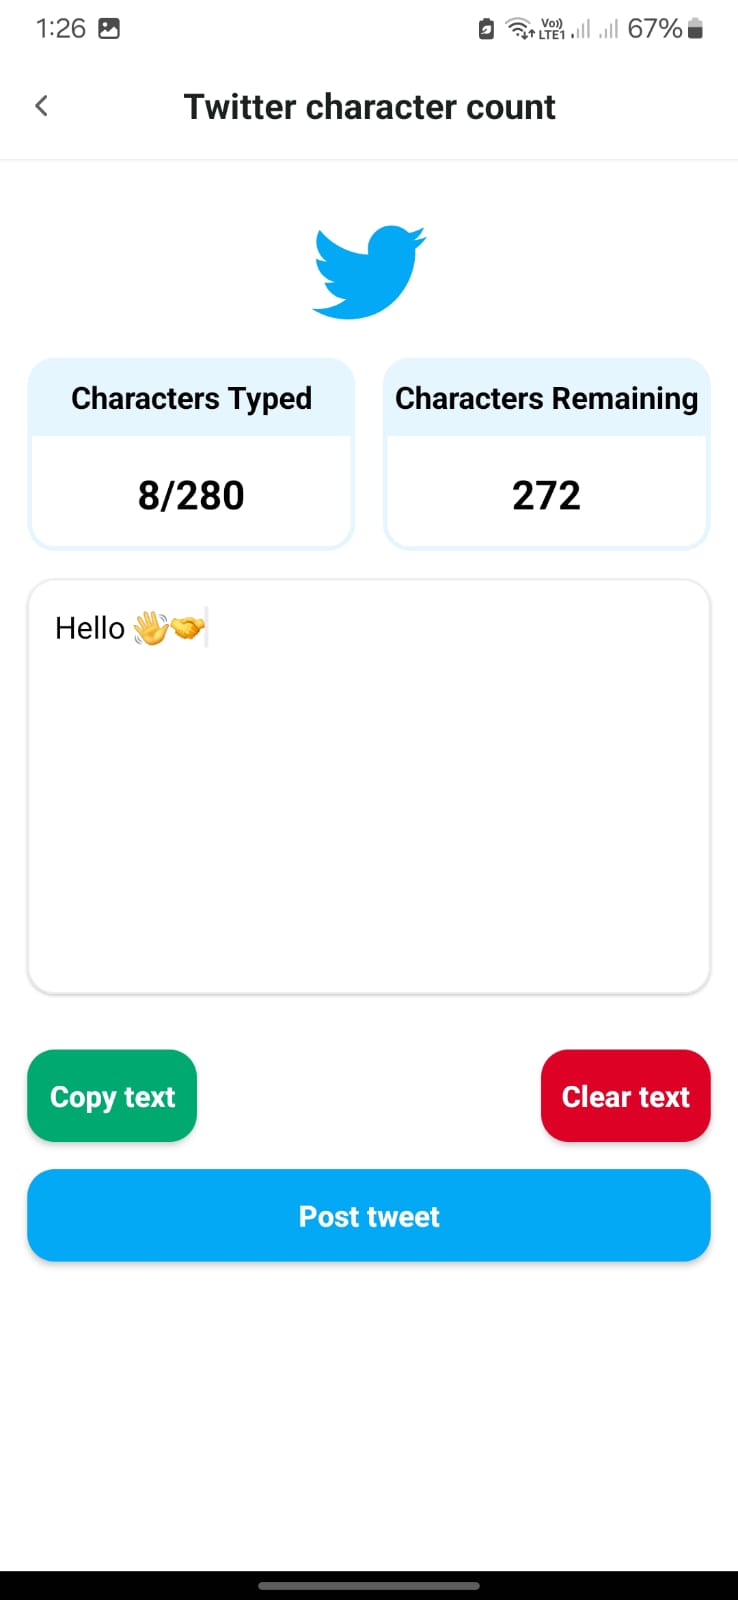 1:26 Vo)) LTE1 67%
Twitter character count
Characters Typed
8/280
Characters Remaining
272
Hello 👋🤝
Copy text
Clear text
Post tweet